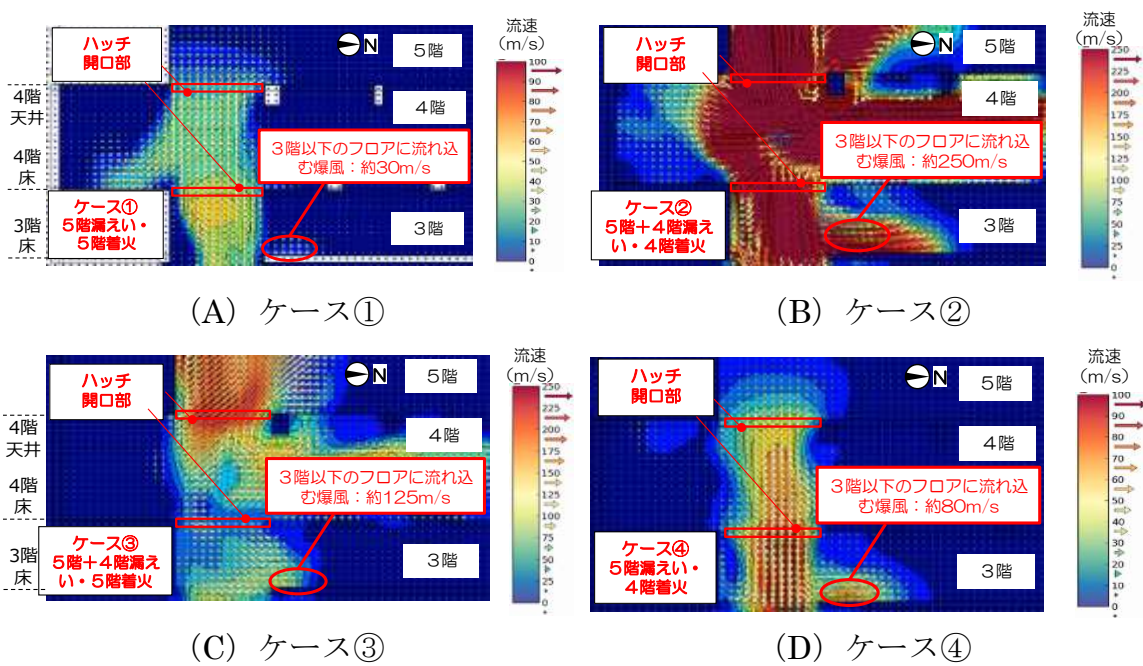 ハッチ
開口部
N
5階
4階
3階
4階
天井
4階
床
3階
床
3階以下のフロアに流れ込
む爆風：約30m/s
ケース①
5階漏えい・
5階着火
流速
(m/s)
100
90
80
70
60
50
40
30
20
10
0
(A) ケース①
ハッチ
開口部
N
5階
4階
3階
3階以下のフロアに流れ込
む爆風：約250m/s
ケース②
5階＋4階漏え
い・4階着火
流速
(m/s)
250
225
200
175
150
125
100
75
50
25
0
(B) ケース②
ハッチ
開口部
N
5階
4階
3階
4階
天井
4階
床
3階
床
3階以下のフロアに流れ込
む爆風：約125m/s
ケース③
5階＋4階漏え
い・5階着火
流速
(m/s)
250
225
200
175
150
125
100
75
50
25
0
(C) ケース③
ハッチ
開口部
N
5階
4階
3階
3階以下のフロアに流れ込
む爆風：約80m/s
ケース④
5階漏えい・
4階着火
流速
(m/s)
100
90
80
70
60
50
40
30
20
10
0
(D) ケース④